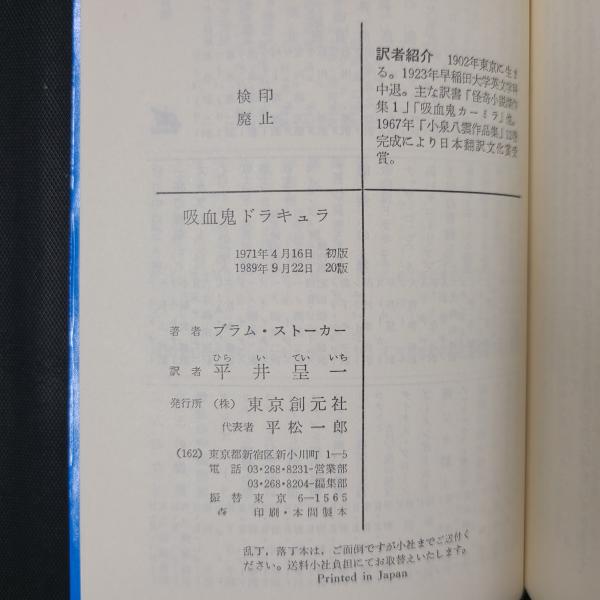 検印
廃止
訳者紹介 1902年東京に生ま
る。1923年早稲田大学英文学科
中退。主な訳書「怪奇小説傑作
集1」「吸血鬼カーミラ」他。
1967年「小泉八雲作品集」12巻
完成により日本翻訳文化賞受
賞。
吸血鬼ドラキュラ
1971年4月16日 初版
1989年9月22日 20版
著者 ブラム・ストーカー
ひら い てい いち
訳者 平井呈一
発行所 (株) 東京創元社
代表者 平松一郎
(162) 東京都新宿区新小川町1—5
電話 03・268・8231-営業部
03・268・8204-編集部
振替 東京 6—1565
森 印刷・本間製本
乱丁，落丁本は，ご面倒ですが小社までご送付く
ださい。送料小社負担にてお取替えいたします。
Printed in Japan